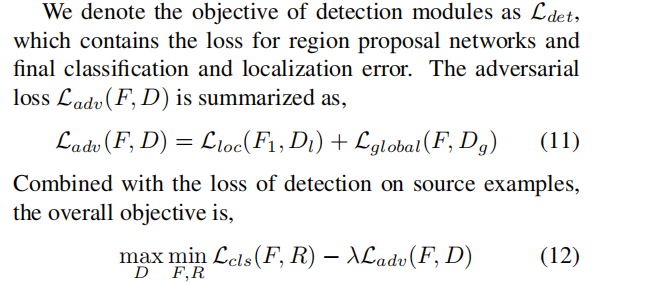 We denote the objective of detection modules as $\mathcal{L}_{det}$,
which contains the loss for region proposal networks and
final classification and localization error. The adversarial
loss $\mathcal{L}_{adv}(F, D)$ is summarized as,
$\mathcal{L}_{adv}(F, D) = \mathcal{L}_{loc}(F_1, D_l) + \mathcal{L}_{global}(F, D_g)$ (11)
Combined with the loss of detection on source examples,
the overall objective is,
$\max_{D} \min_{F,R} \mathcal{L}_{cls}(F, R) - \lambda \mathcal{L}_{adv}(F, D)$ (12)